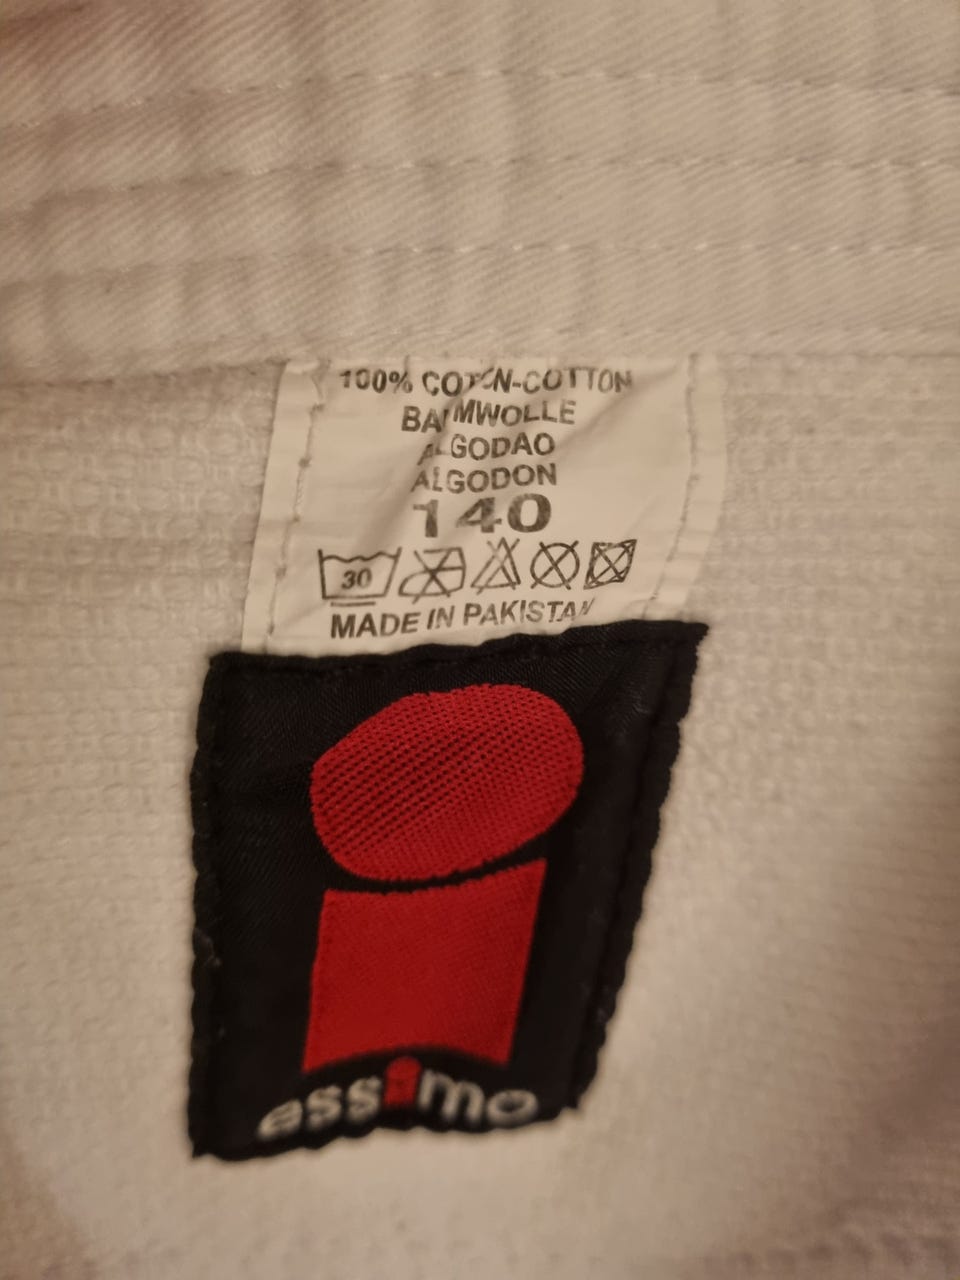 100% COTON-COTTON
BAUMWOLLE
ALGODAO
ALGODON
140
30
MADE IN PAKISTAN
essimo